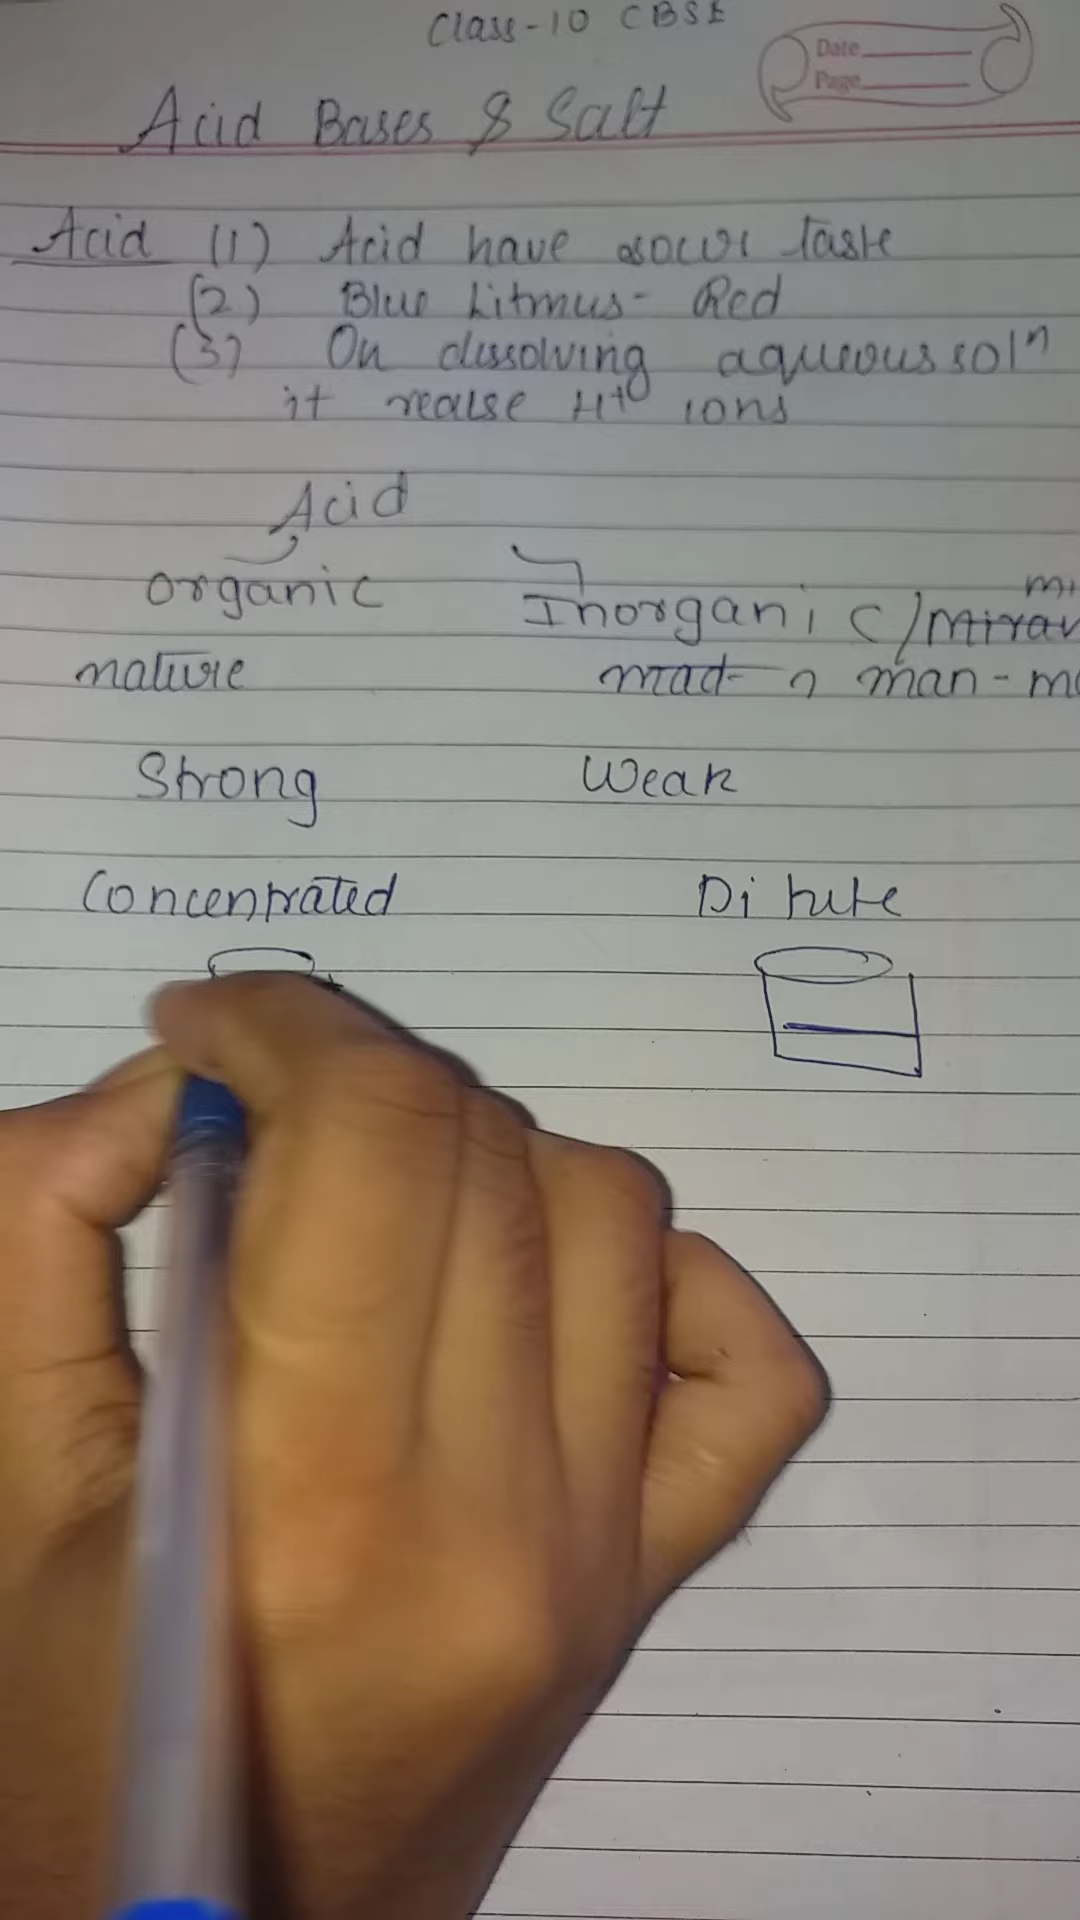 Class-10 CBSE
Date
Page
Acid Bases & Salt
Acid (1) Acid have sour taste
(2) Blue Litmus- Red
(3) On dissolving aqueous solⁿ
it realse H⁺ ions
Acid
organic
Inorganic/
nature
man-
Strong Weak
Concentrated Dilute